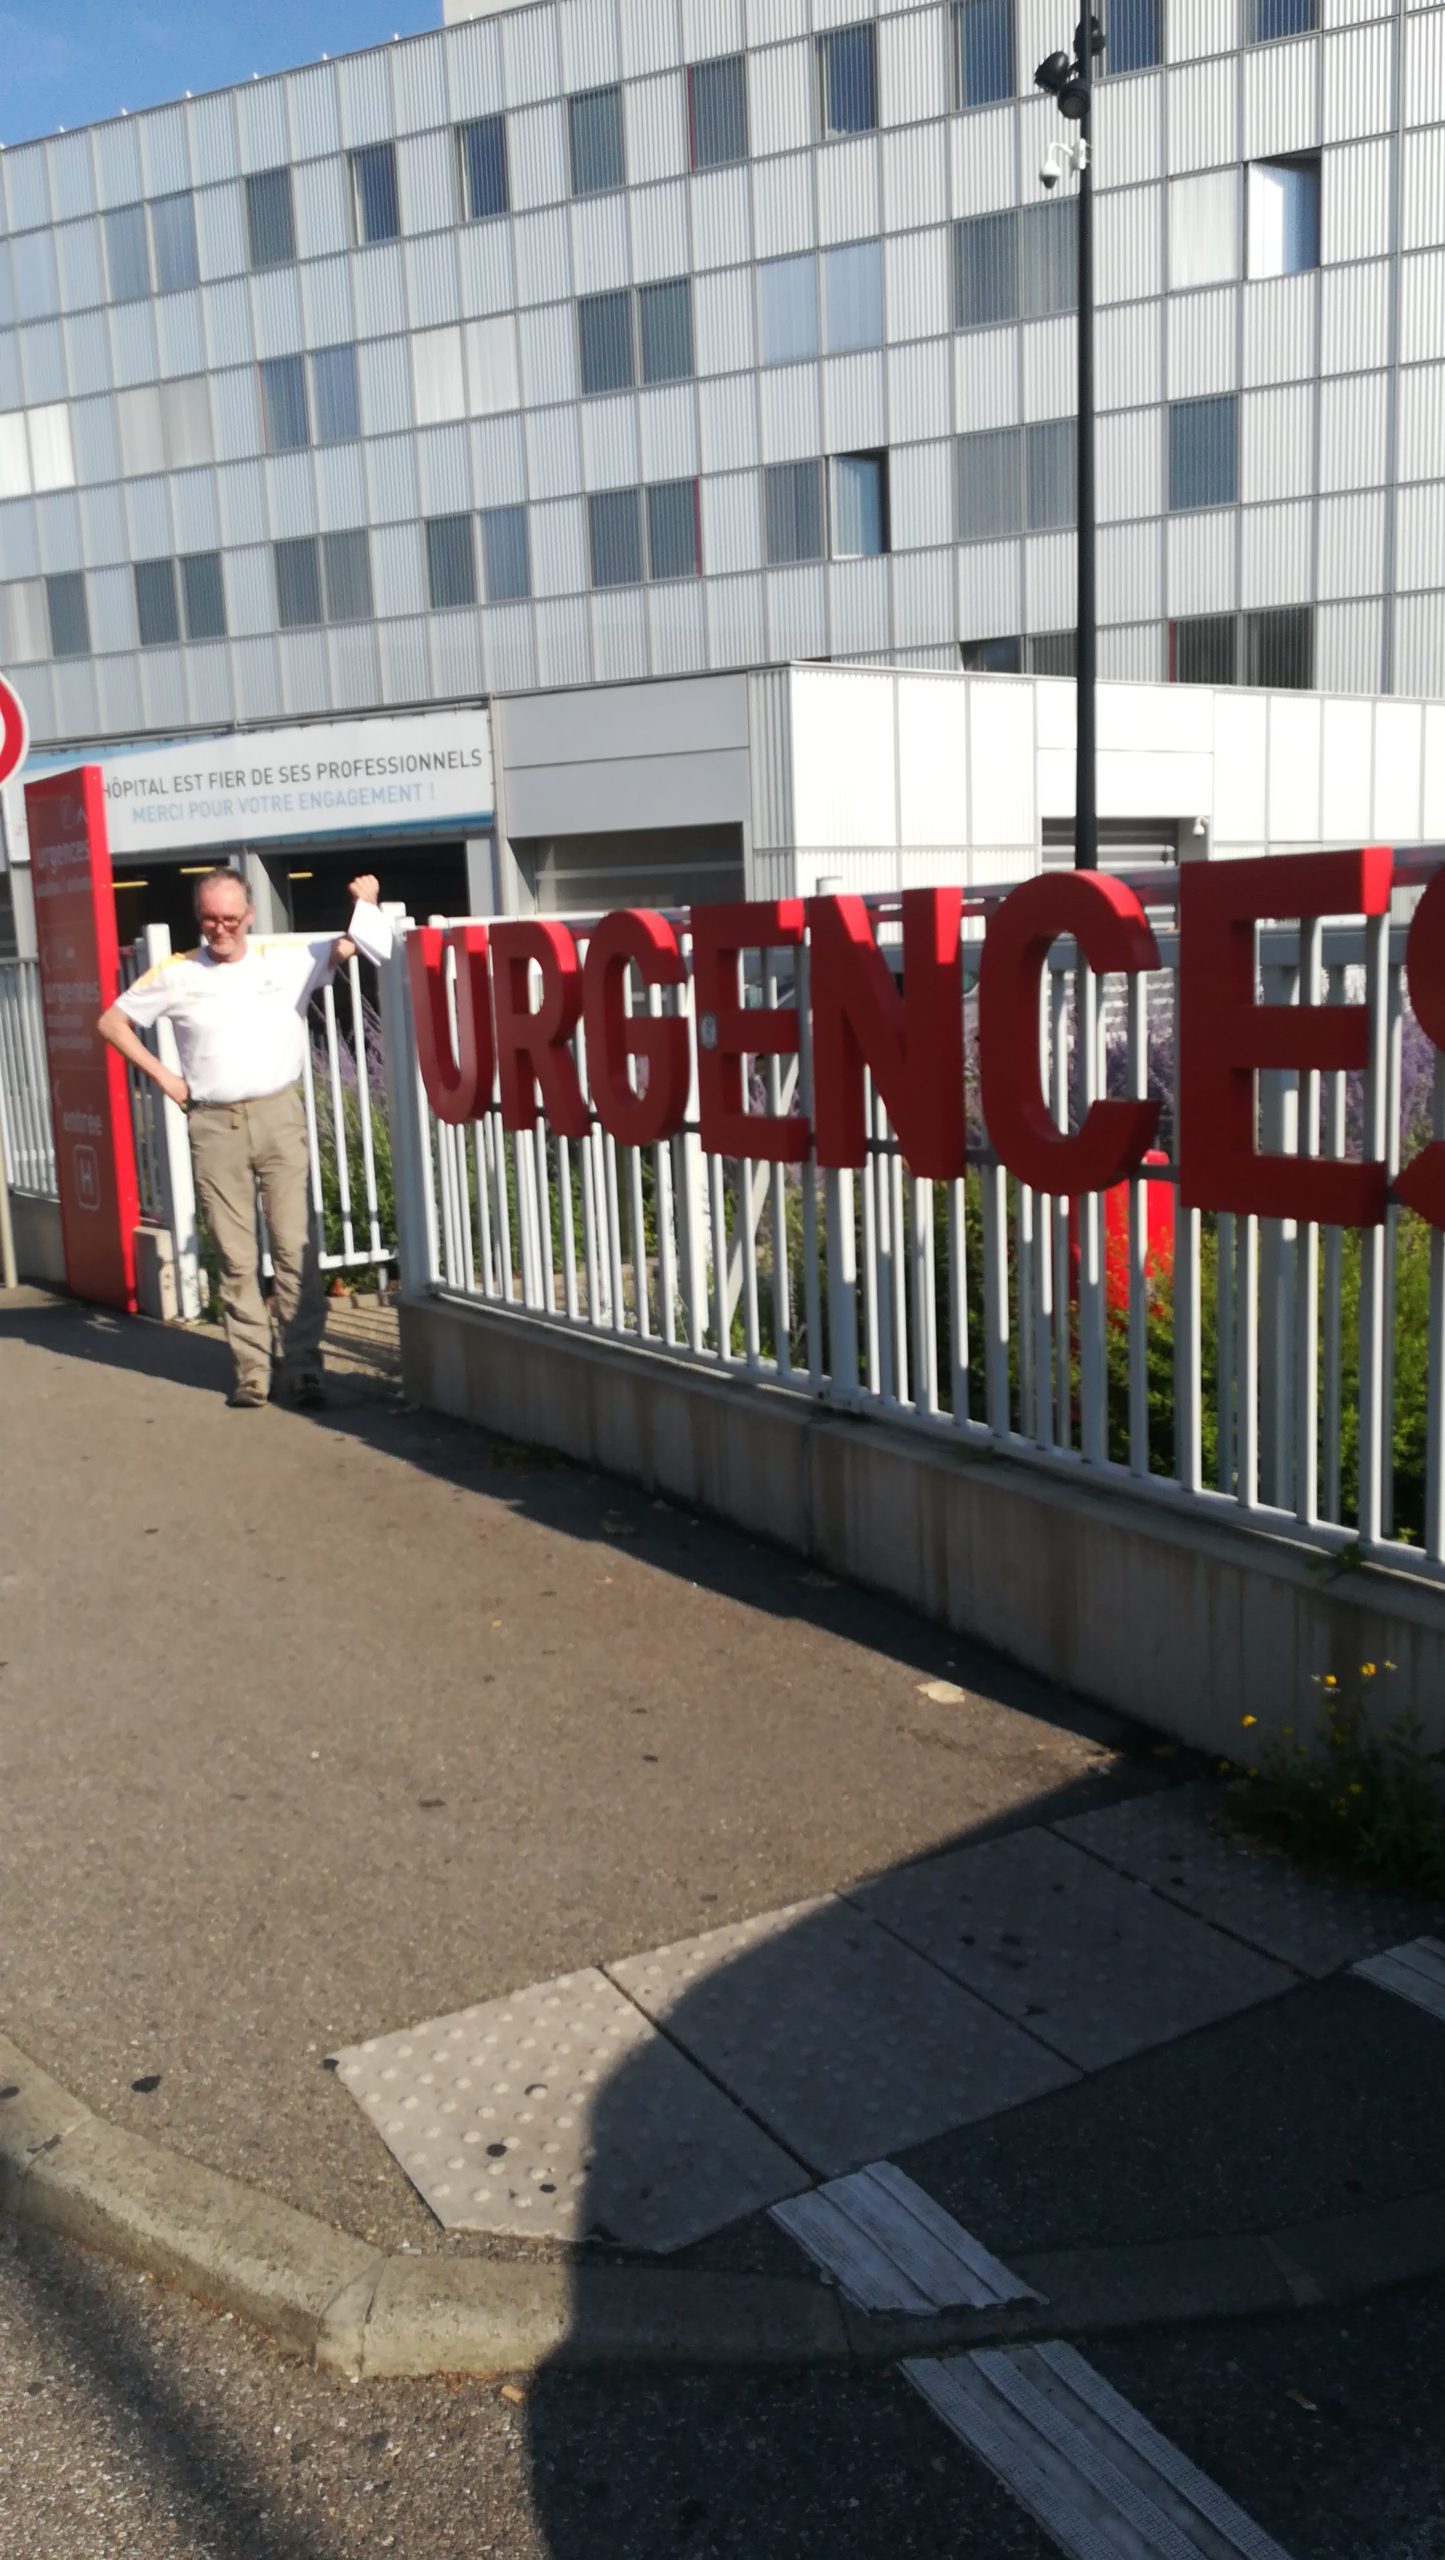 HÔPITAL EST FIER DE SES PROFESSIONNELS
MERCI POUR VOTRE ENGAGEMENT !
urgences
urgences
entrée
H
URGENCES